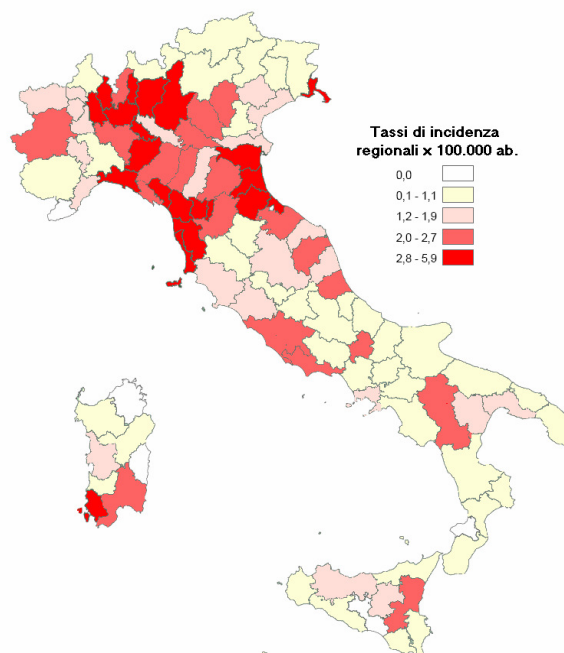 Tassi di incidenza
regionali x 100.000 ab.
0,0
0,1 - 1,1
1,2 - 1,9
2,0 - 2,7
2,8 - 5,9